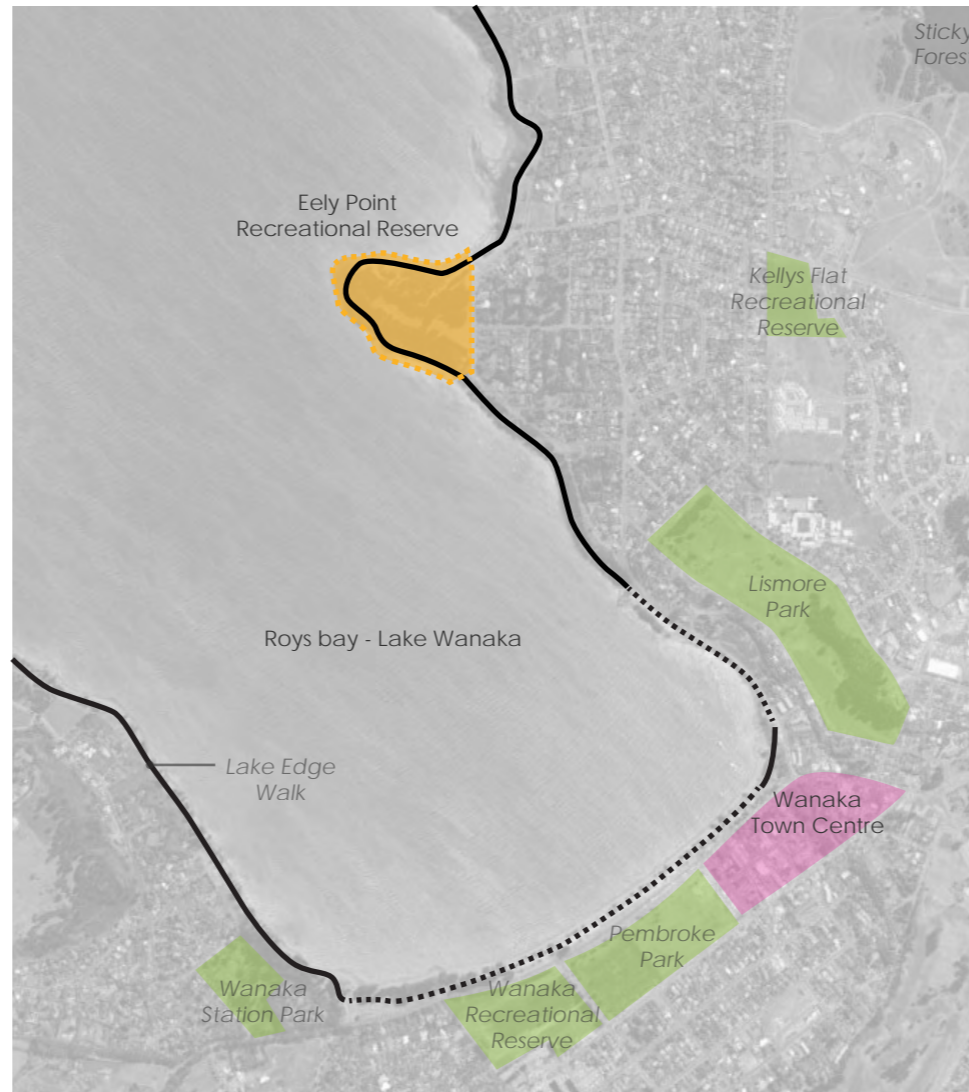 Sticky
Eely Point
Recreational Reserve
Kellys Flat
Recreational
Reserve
Lismore
Park
Roys bay - Lake Wanaka
Lake Edge
Walk
Wanaka
Town Centre
Pembroke
Park
Wanaka
Station Park
Wanaka
Recreational
Reserve